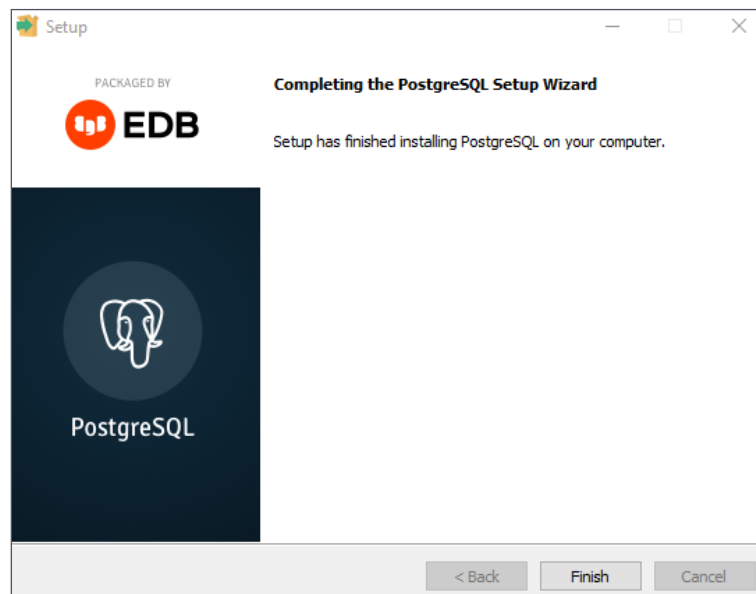 Setup
PACKAGED BY
EDB
Completing the PostgreSQL Setup Wizard
Setup has finished installing PostgreSQL on your computer.
PostgreSQL
< Back
Finish
Cancel